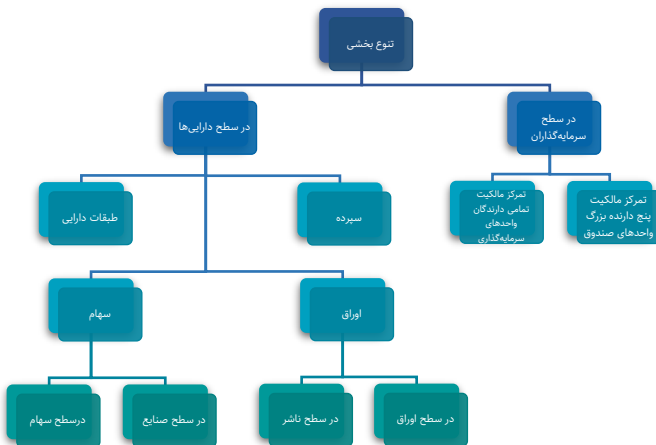 تنوع بخشی
در سطح
سرمایه‌گذاران
در سطح دارایی‌ها
تمرکز مالکیت
پنج دارنده بزرگ
واحدهای صندوق
تمرکز مالکیت
تمامی دارندگان
واحدهای
سرمایه‌گذاری
سپرده
طبقات دارایی
اوراق
سهام
در سطح اوراق
در سطح ناشر
در سطح صنایع
درسطح سهام